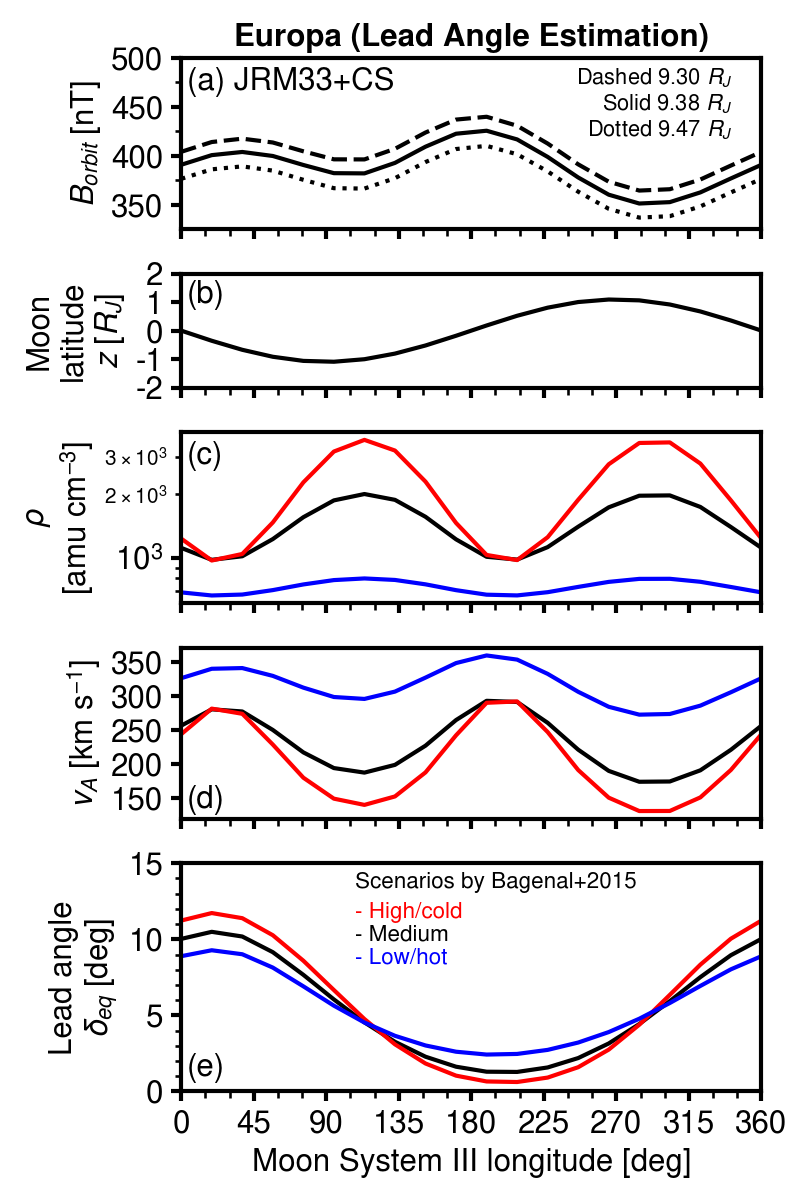 Europa (Lead Angle Estimation)
(a) JRM33+CS
Dashed 9.30 R_J
Solid 9.38 R_J
Dotted 9.47 R_J
B_orbit [nT]
500
450
400
350
(b)
Moon
latitude
z [R_J]
2
1
0
-1
-2
(c)
ρ
[amu cm⁻³]
3 × 10³
2 × 10³
10³
(d)
v_A [km s⁻¹]
350
300
250
200
150
Scenarios by Bagenal+2015
- High/cold
- Medium
- Low/hot
(e)
Lead angle
δ_eq [deg]
15
10
5
0
0 45 90 135 180 225 270 315 360
Moon System III longitude [deg]